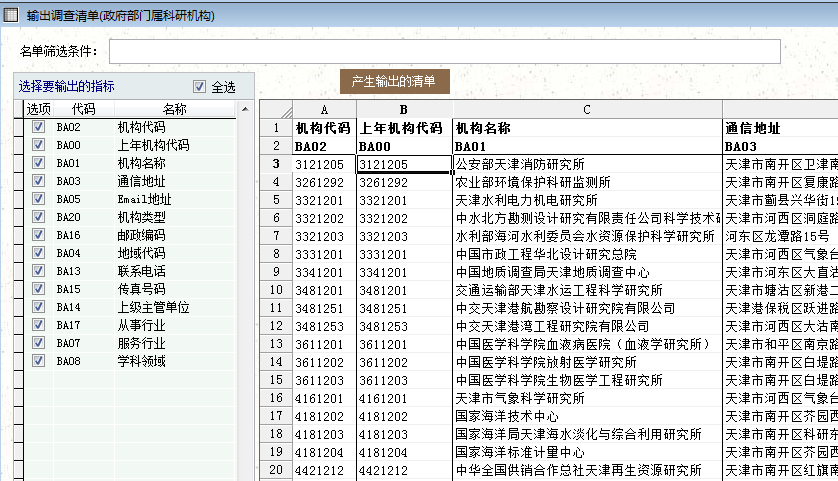 输出调查清单(政府部门属科研机构)
名单筛选条件：
选择要输出的指标 全选
产生输出的清单
选项 代码 名称
BA02 机构代码
BA00 上年机构代码
BA01 机构名称
BA03 通信地址
BA05 Email地址
BA20 机构类型
BA16 邮政编码
BA04 地域代码
BA13 联系电话
BA15 传真号码
BA14 上级主管单位
BA17 从事行业
BA07 服务行业
BA08 学科领域
A B C
1 机构代码 上年机构代码 机构名称 通信地址
2 BA02 BA00 BA01 BA03
3 3121205 3121205 公安部天津消防研究所 天津市南开区卫津南
4 3261292 3261292 农业部环境保护科研监测所 天津市南开区复康路
5 3321201 3321201 天津水利电力机电研究所 天津市蓟县兴华街19
6 3321202 3321202 中水北方勘测设计研究有限责任公司科学技术研 天津市河西区洞庭路
7 3321203 3321203 水利部海河水利委员会水资源保护科学研究所 河东区龙潭路15号
8 3331201 3331201 中国市政工程华北设计研究总院 天津市河西区气象台
9 3341201 3341201 中国地质调查局天津地质调查中心 天津市河东区大直沽
10 3481201 3481201 交通运输部天津水运工程科学研究所 天津市塘沽区新港二
11 3481251 3481251 中交天津港航勘察设计研究院有限公司 天津港保税区跃进路
12 3481253 3481253 中交天津港湾工程研究院有限公司 天津市河西区大沽南
13 3611201 3611201 中国医学科学院血液病医院（血液学研究所） 天津市和平区南京路
14 3611202 3611202 中国医学科学院放射医学研究所 天津市南开区白堤路
15 3611203 3611203 中国医学科学院生物医学工程研究所 天津市南开区白堤路
16 4161201 4161201 天津市气象科学研究所 天津市河西区气象台
17 4181202 4181202 国家海洋技术中心 天津市南开区芥园西
18 4181203 4181203 国家海洋局天津海水淡化与综合利用研究所 天津市南开区科研东
19 4181204 4181204 国家海洋标准计量中心 天津市南开区芥园西
20 4421212 4421212 中华全国供销合作总社天津再生资源研究所 天津市南开区红旗南